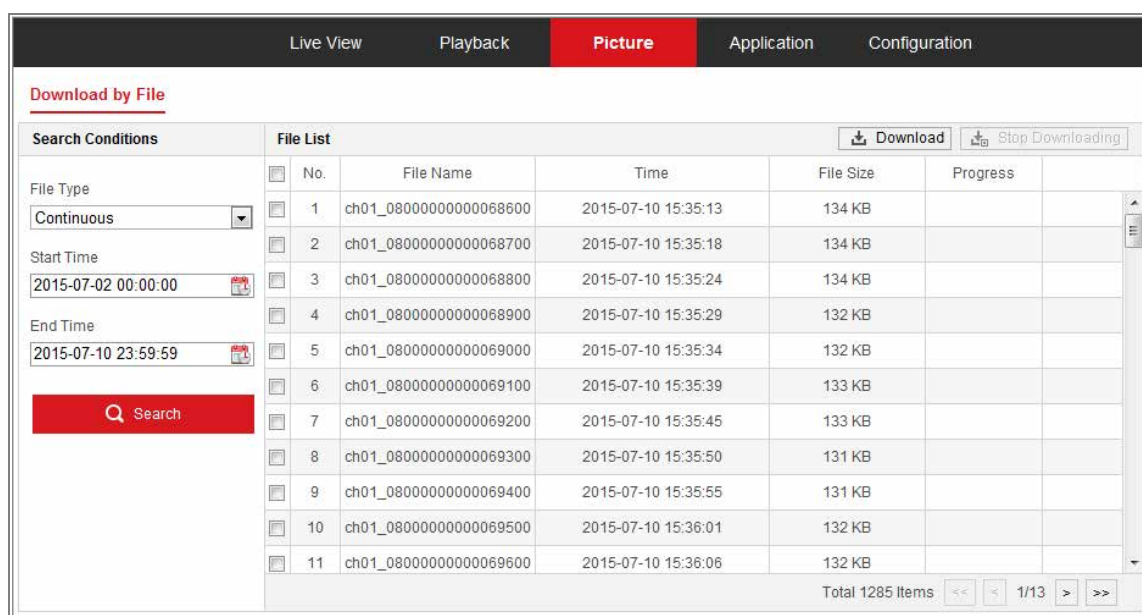 Live View Playback Picture Application Configuration
Download by File
Search Conditions
File Type
Continuous
Start Time
2015-07-02 00:00:00
End Time
2015-07-10 23:59:59
Search
File List Download Stop Downloading
No. File Name Time File Size Progress
1 ch01_08000000000068600 2015-07-10 15:35:13 134 KB
2 ch01_08000000000068700 2015-07-10 15:35:18 134 KB
3 ch01_08000000000068800 2015-07-10 15:35:24 134 KB
4 ch01_08000000000068900 2015-07-10 15:35:29 132 KB
5 ch01_08000000000069000 2015-07-10 15:35:34 132 KB
6 ch01_08000000000069100 2015-07-10 15:35:39 133 KB
7 ch01_08000000000069200 2015-07-10 15:35:45 133 KB
8 ch01_08000000000069300 2015-07-10 15:35:50 131 KB
9 ch01_08000000000069400 2015-07-10 15:35:55 131 KB
10 ch01_08000000000069500 2015-07-10 15:36:01 132 KB
11 ch01_08000000000069600 2015-07-10 15:36:06 132 KB
Total 1285 Items << < 1/13 > >>